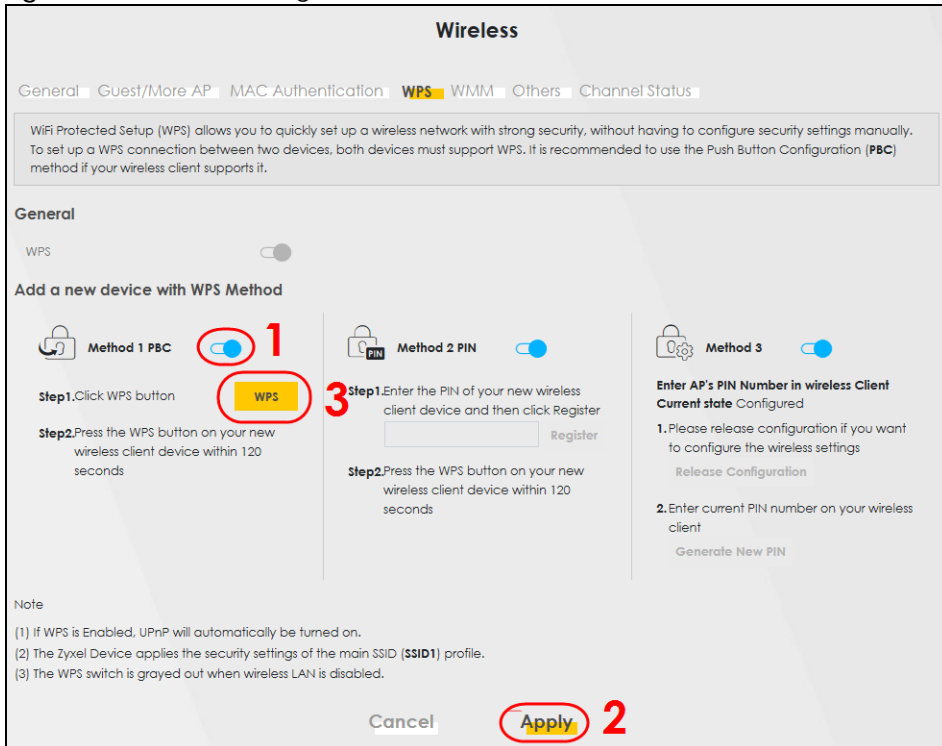 Wireless
General Guest/More AP MAC Authentication WPS WMM Others Channel Status
WiFi Protected Setup (WPS) allows you to quickly set up a wireless network with strong security, without having to configure security settings manually.
To set up a WPS connection between two devices, both devices must support WPS. It is recommended to use the Push Button Configuration (PBC)
method if your wireless client supports it.
General
WPS
Add a new device with WPS Method
Method 1 PBC 1
Step1.Click WPS button WPS 3
Step2.Press the WPS button on your new
wireless client device within 120
seconds
PIN Method 2 PIN
Step1.Enter the PIN of your new wireless
client device and then click Register
Register
Step2.Press the WPS button on your new
wireless client device within 120
seconds
Method 3
Enter AP's PIN Number in wireless Client
Current state Configured
1.Please release configuration if you want
to configure the wireless settings
Release Configuration
2.Enter current PIN number on your wireless
client
Generate New PIN
Note
(1) If WPS is Enabled, UPnP will automatically be turned on.
(2) The Zyxel Device applies the security settings of the main SSID (SSID1) profile.
(3) The WPS switch is grayed out when wireless LAN is disabled.
Cancel Apply 2